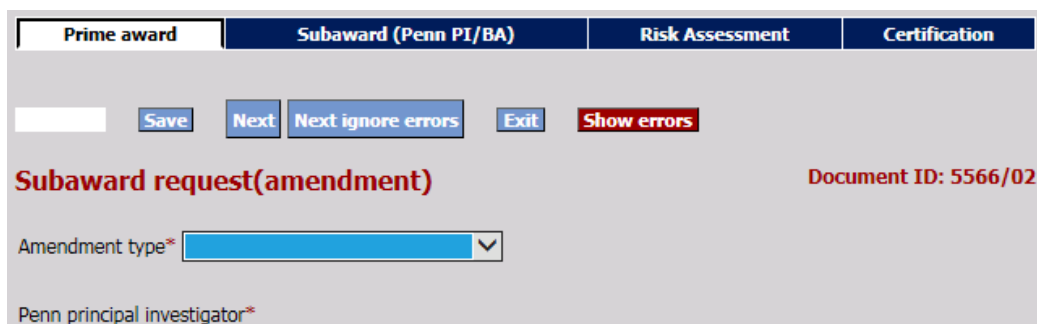 Prime award Subaward (Penn PI/BA) Risk Assessment Certification
Save Next Next ignore errors Exit Show errors
Subaward request(amendment) Document ID: 5566/02
Amendment type*
Penn principal investigator*